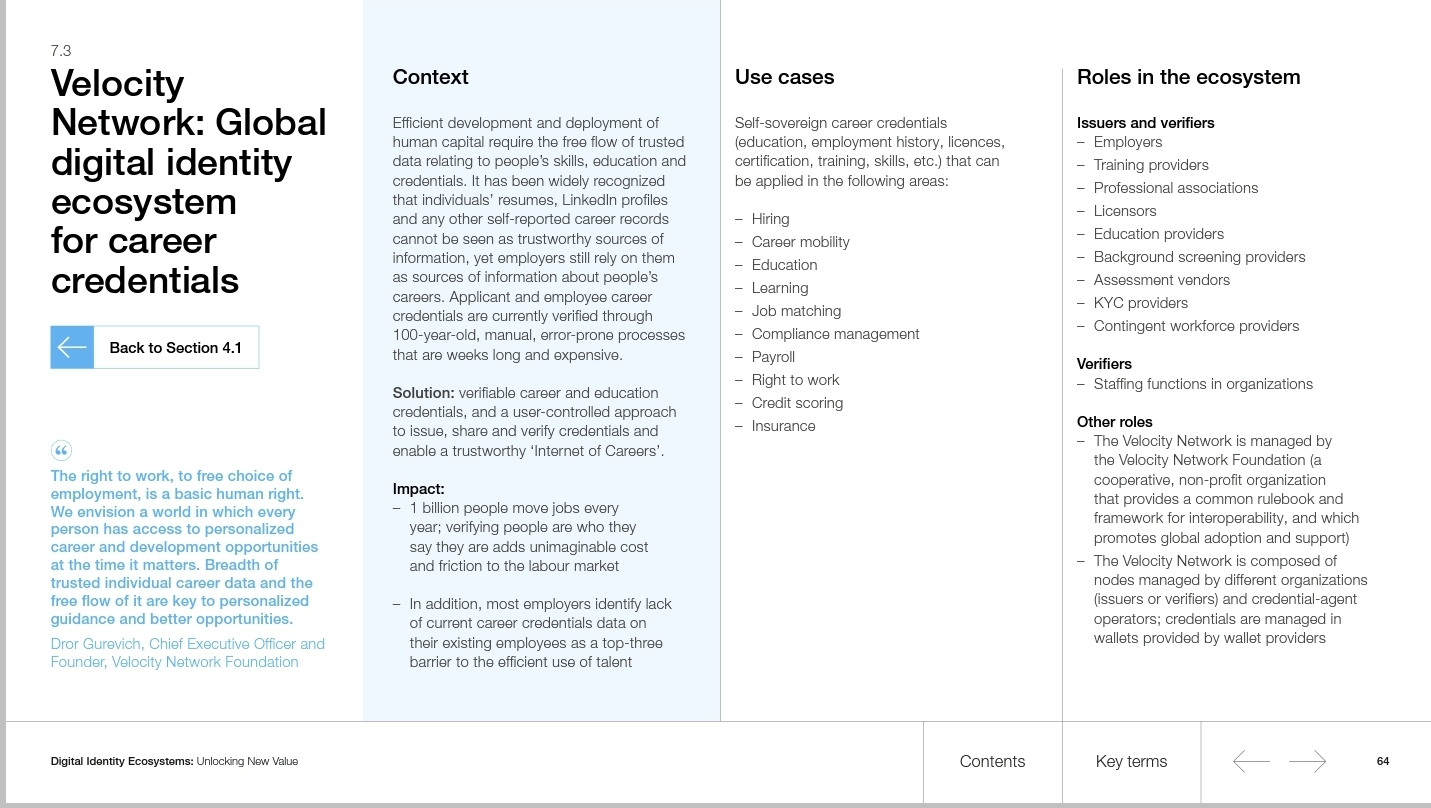 7.3
Velocity
Network: Global
digital identity
ecosystem
for career
credentials
Back to Section 4.1
The right to work, to free choice of
employment, is a basic human right.
We envision a world in which every
person has access to personalized
career and development opportunities
at the time it matters. Breadth of
trusted individual career data and the
free flow of it are key to personalized
guidance and better opportunities.
Dror Gurevich, Chief Executive Officer and
Founder, Velocity Network Foundation
Context
Efficient development and deployment of
human capital require the free flow of trusted
data relating to people’s skills, education and
credentials. It has been widely recognized
that individuals’ resumes, LinkedIn profiles
and any other self-reported career records
cannot be seen as trustworthy sources of
information, yet employers still rely on them
as sources of information about people’s
careers. Applicant and employee career
credentials are currently verified through
100-year-old, manual, error-prone processes
that are weeks long and expensive.
Solution: verifiable career and education
credentials, and a user-controlled approach
to issue, share and verify credentials and
enable a trustworthy ‘Internet of Careers’.
Impact:
– 1 billion people move jobs every
year; verifying people are who they
say they are adds unimaginable cost
and friction to the labour market
– In addition, most employers identify lack
of current career credentials data on
their existing employees as a top-three
barrier to the efficient use of talent
Use cases
Self-sovereign career credentials
(education, employment history, licences,
certification, training, skills, etc.) that can
be applied in the following areas:
– Hiring
– Career mobility
– Education
– Learning
– Job matching
– Compliance management
– Payroll
– Right to work
– Credit scoring
– Insurance
Roles in the ecosystem
Issuers and verifiers
– Employers
– Training providers
– Professional associations
– Licensors
– Education providers
– Background screening providers
– Assessment vendors
– KYC providers
– Contingent workforce providers
Verifiers
– Staffing functions in organizations
Other roles
– The Velocity Network is managed by
the Velocity Network Foundation (a
cooperative, non-profit organization
that provides a common rulebook and
framework for interoperability, and which
promotes global adoption and support)
– The Velocity Network is composed of
nodes managed by different organizations
(issuers or verifiers) and credential-agent
operators; credentials are managed in
wallets provided by wallet providers
Digital Identity Ecosystems: Unlocking New Value
Contents
Key terms
64